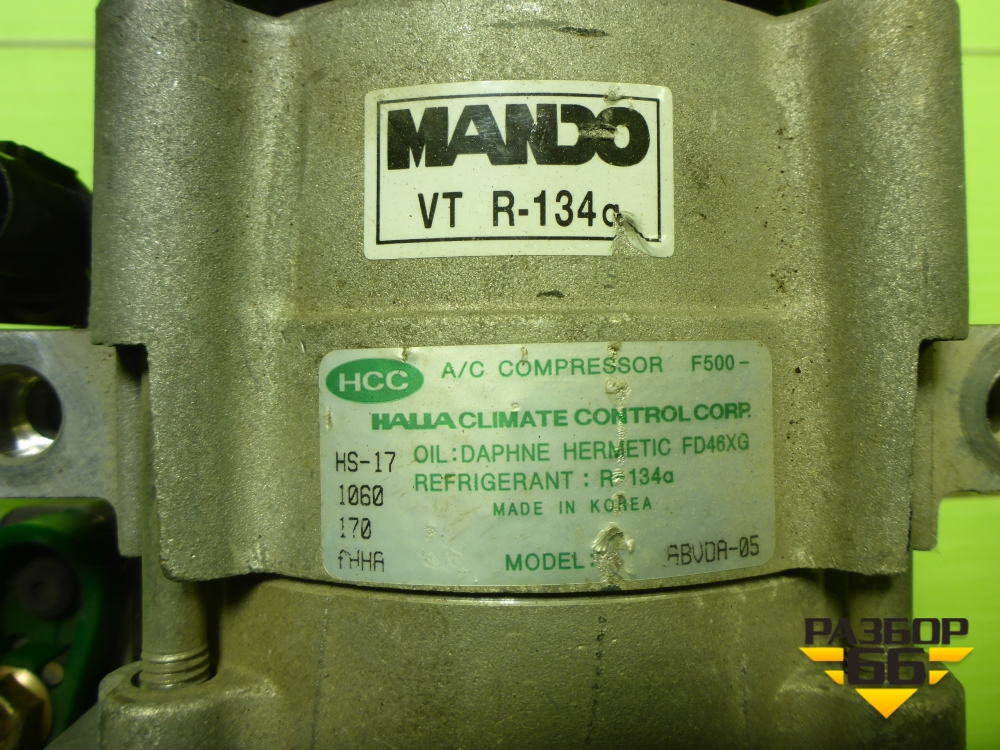 MANDO
VT R-134a
HCC A/C COMPRESSOR F500-
HALLA CLIMATE CONTROL CORP.
HS-17 OIL:DAPHNE HERMETIC FD46XG
1060 REFRIGERANT : R-134a
170 MADE IN KOREA
MODEL: ABVDA-05
РАЗБОР
66